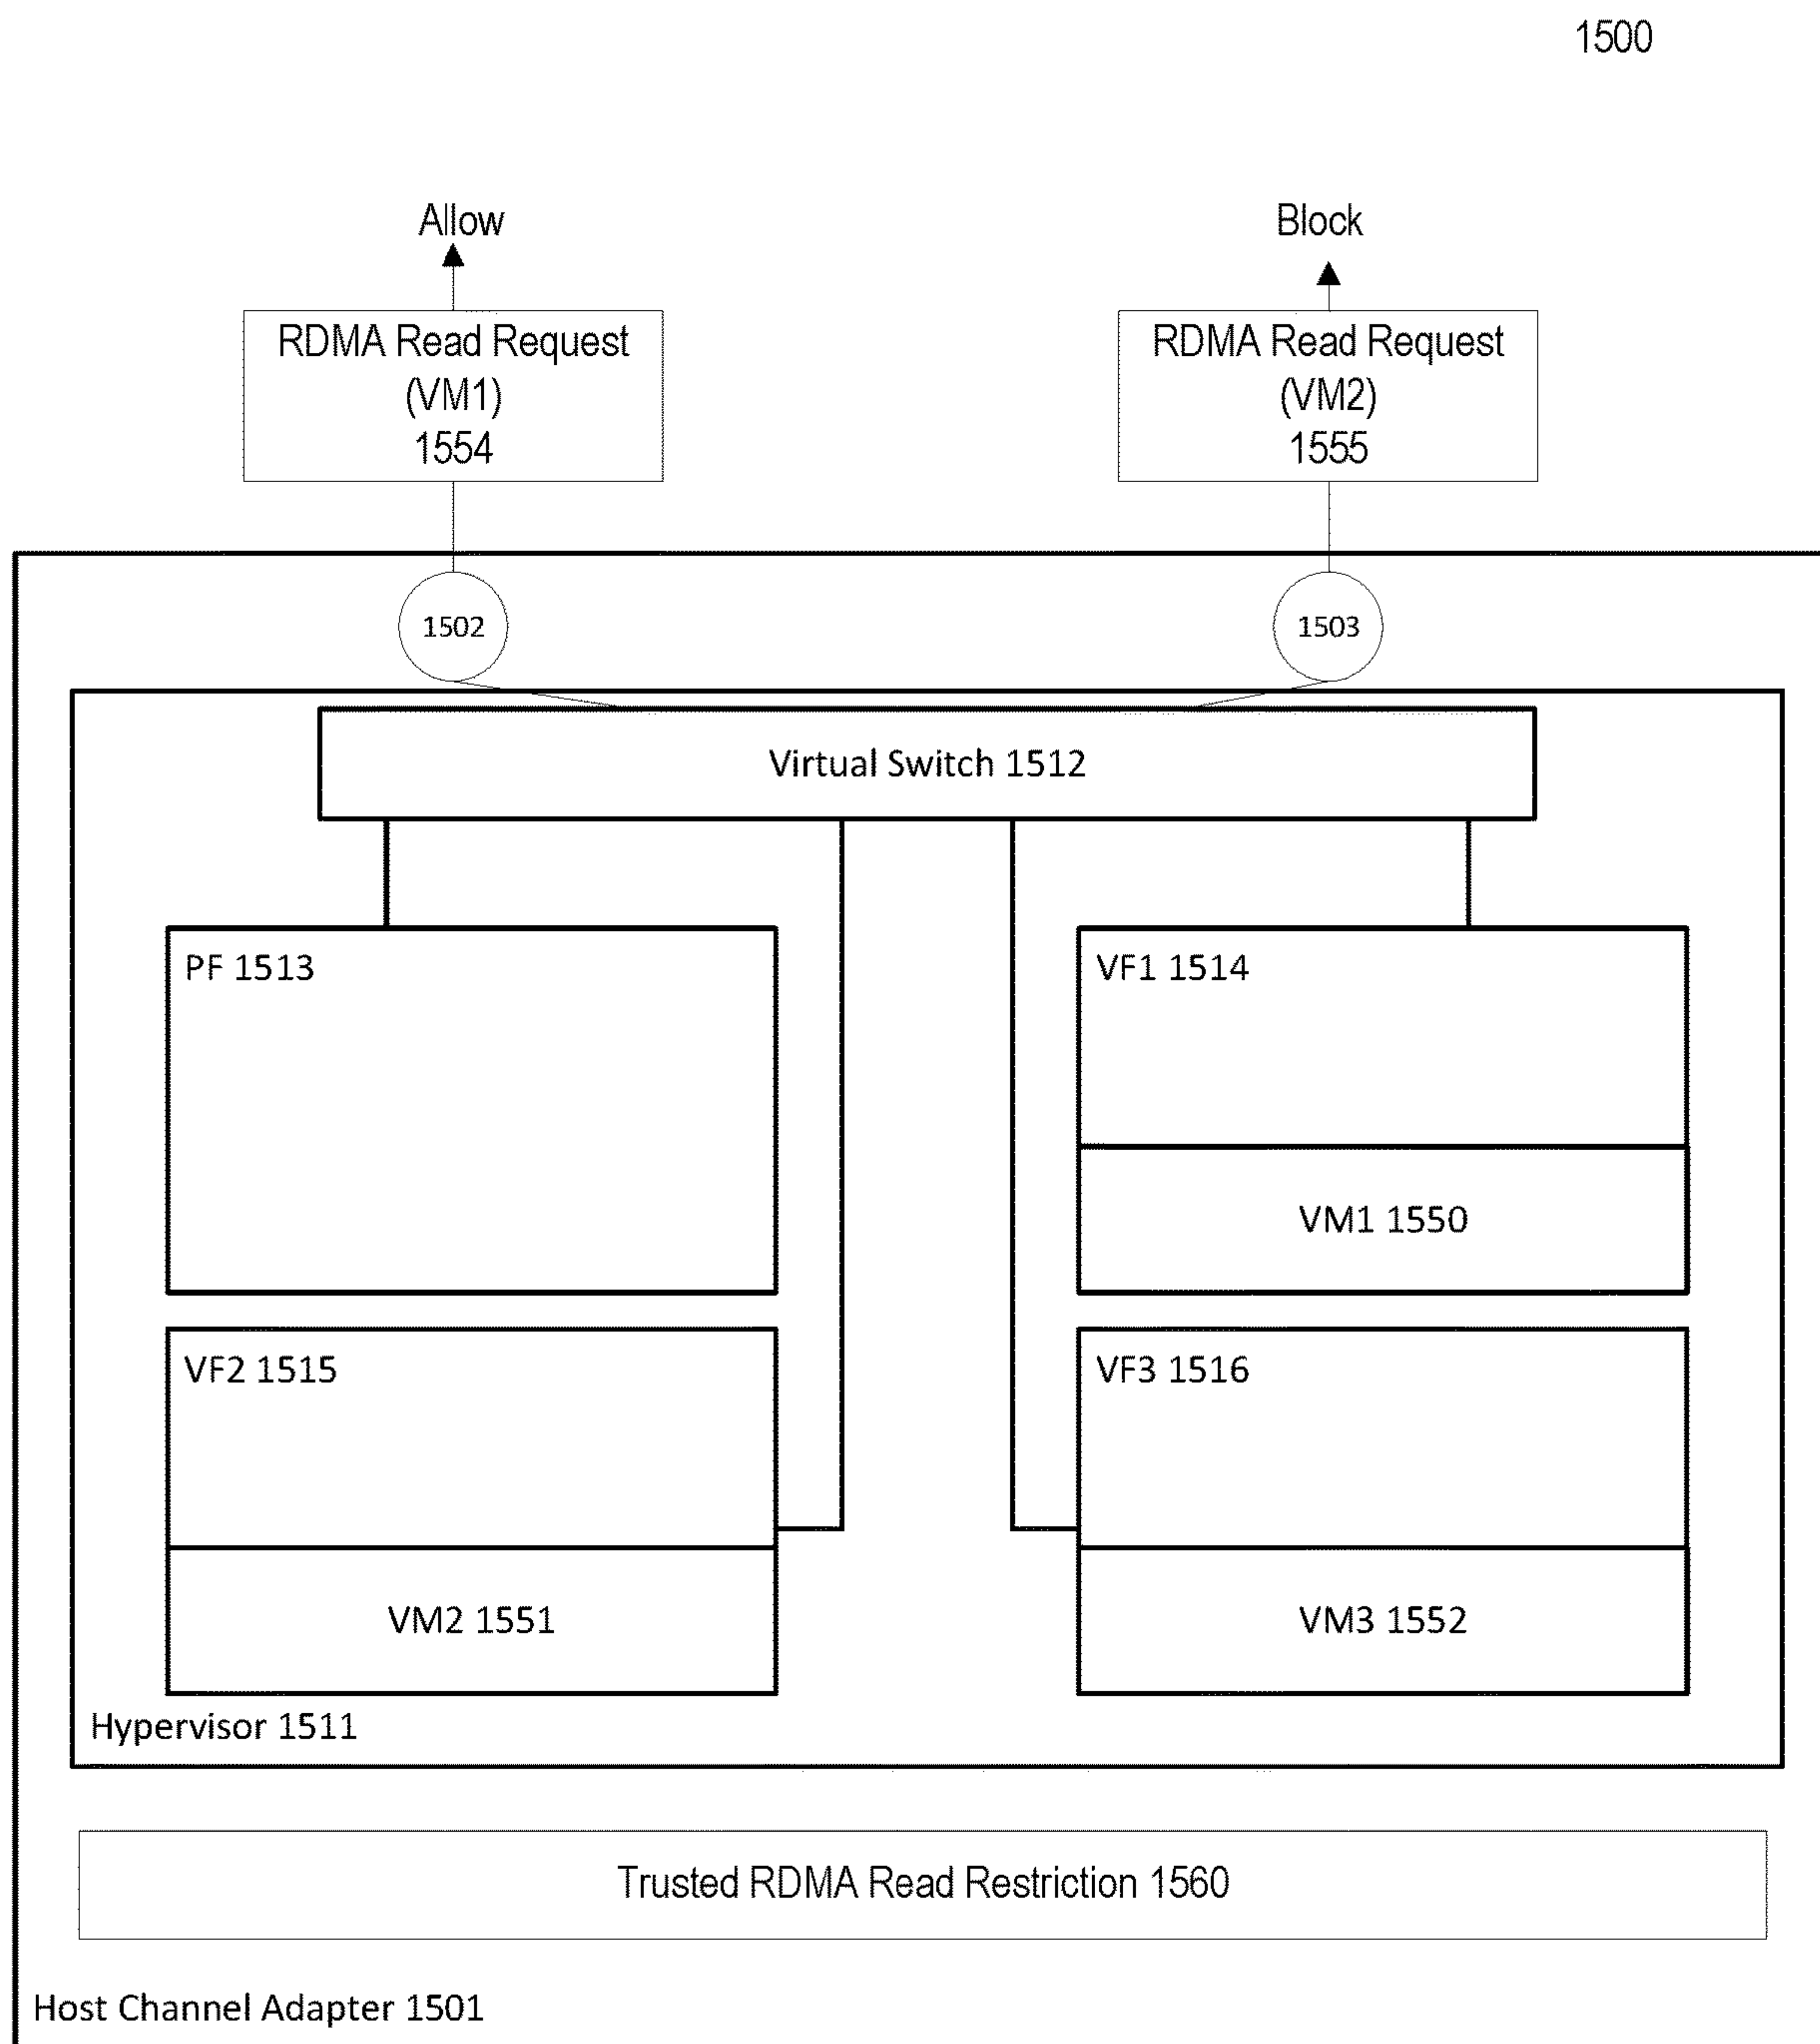 1500
Allow
Block
RDMA Read Request
(VM1)
1554
RDMA Read Request
(VM2)
1555
1502
1503
Virtual Switch 1512
PF 1513
VF1 1514
VM1 1550
VF2 1515
VF3 1516
VM2 1551
VM3 1552
Hypervisor 1511
Trusted RDMA Read Restriction 1560
Host Channel Adapter 1501